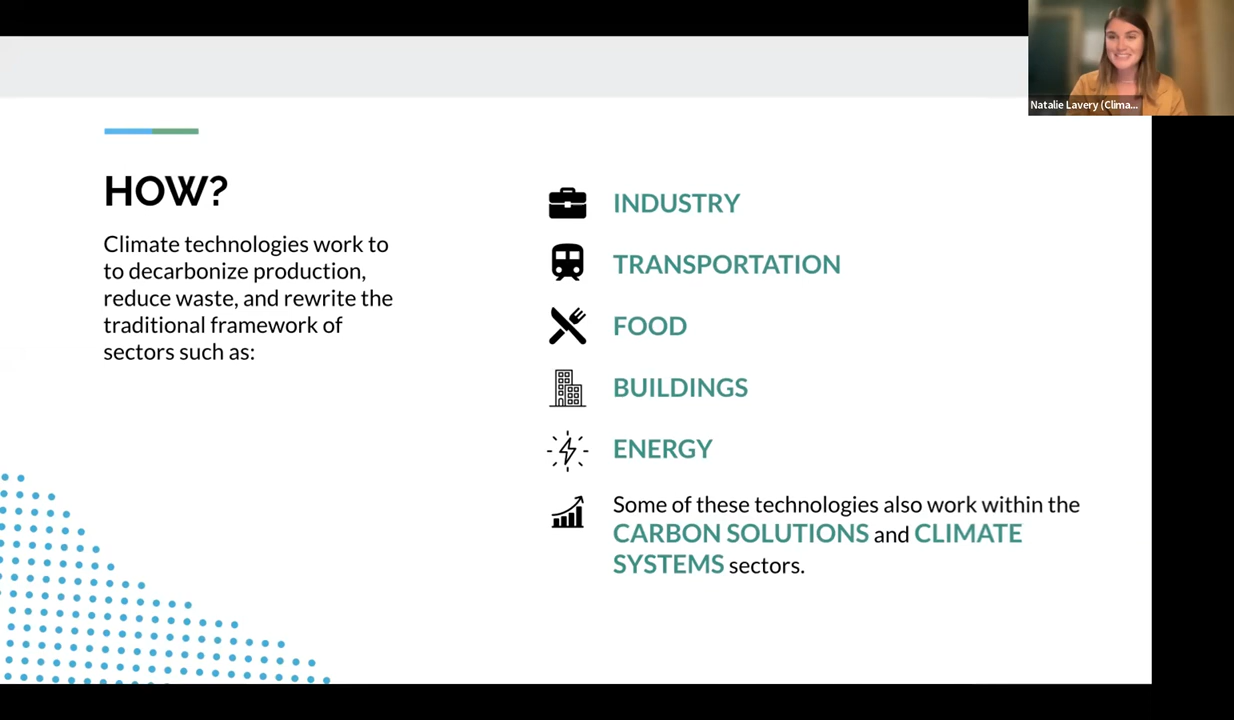 Natalie Lavery (Clima...
HOW?
Climate technologies work to
to decarbonize production,
reduce waste, and rewrite the
traditional framework of
sectors such as:
INDUSTRY
TRANSPORTATION
FOOD
BUILDINGS
ENERGY
Some of these technologies also work within the
CARBON SOLUTIONS and CLIMATE
SYSTEMS sectors.